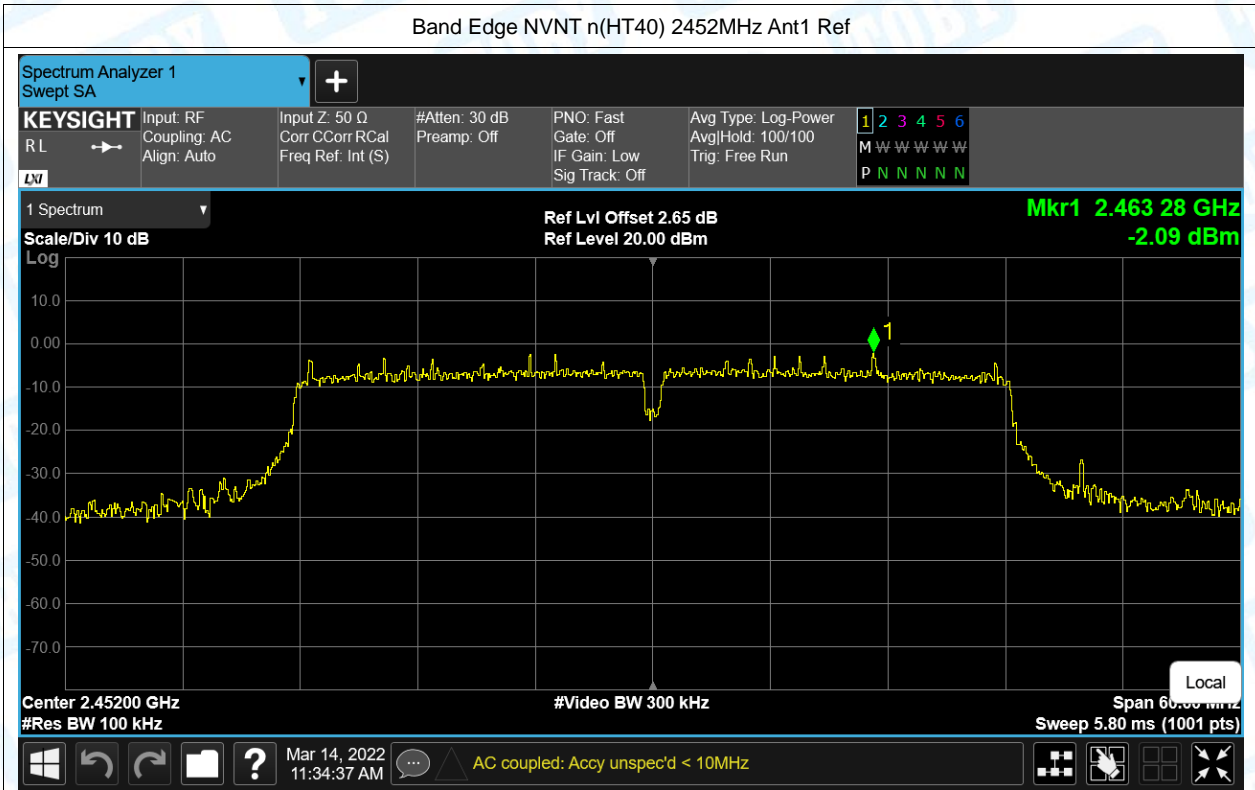 Band Edge NVNT n(HT40) 2452MHz Ant1 Ref
Spectrum Analyzer 1
Swept SA
KEYSIGHT
RL
LXI
Input: RF
Coupling: AC
Align: Auto
Input Z: 50 Ω
Corr CCorr RCal
Freq Ref: Int (S)
#Atten: 30 dB
Preamp: Off
PNO: Fast
Gate: Off
IF Gain: Low
Sig Track: Off
Avg Type: Log-Power
Avg|Hold: 100/100
Trig: Free Run
1 2 3 4 5 6
M W W W W W
P N N N N N
1 Spectrum
Scale/Div 10 dB
Ref Lvl Offset 2.65 dB
Ref Level 20.00 dBm
Mkr1 2.463 28 GHz
-2.09 dBm
Log
10.0
0.00
-10.0
-20.0
-30.0
-40.0
-50.0
-60.0
-70.0
1
Local
Center 2.45200 GHz
#Video BW 300 kHz
Span 60.00 MHz
#Res BW 100 kHz
Sweep 5.80 ms (1001 pts)
?
Mar 14, 2022
11:34:37 AM
AC coupled: Accy unspec'd < 10MHz